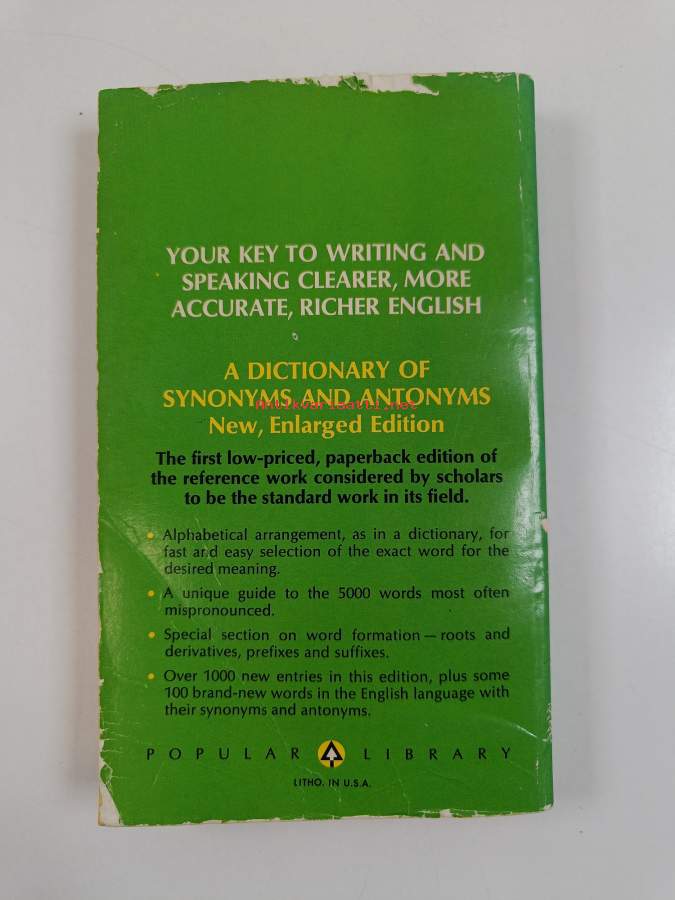 YOUR KEY TO WRITING AND
SPEAKING CLEARER, MORE
ACCURATE, RICHER ENGLISH
A DICTIONARY OF
SYNONYMS AND ANTONYMS
Antikvariaatti.net
New, Enlarged Edition
The first low-priced, paperback edition of
the reference work considered by scholars
to be the standard work in its field.
• Alphabetical arrangement, as in a dictionary, for
fast and easy selection of the exact word for the
desired meaning.
• A unique guide to the 5000 words most often
mispronounced.
• Special section on word formation — roots and
derivatives, prefixes and suffixes.
• Over 1000 new entries in this edition, plus some
100 brand-new words in the English language with
their synonyms and antonyms.
POPULAR LIBRARY
LITHO. IN U.S.A.